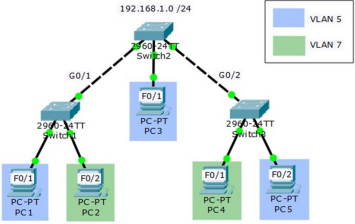 192.168.1.0 /24
VLAN 5
VLAN 7
2960-24TT
Switch2
G0/1
G0/2
F0/1
PC-PT
PC3
2960-24TT
Switch1
2960-24TT
F0/1
F0/2
F0/1
F0/2
PC-PT
PC1
PC-PT
PC2
PC-PT
PC4
PC-PT
PC5